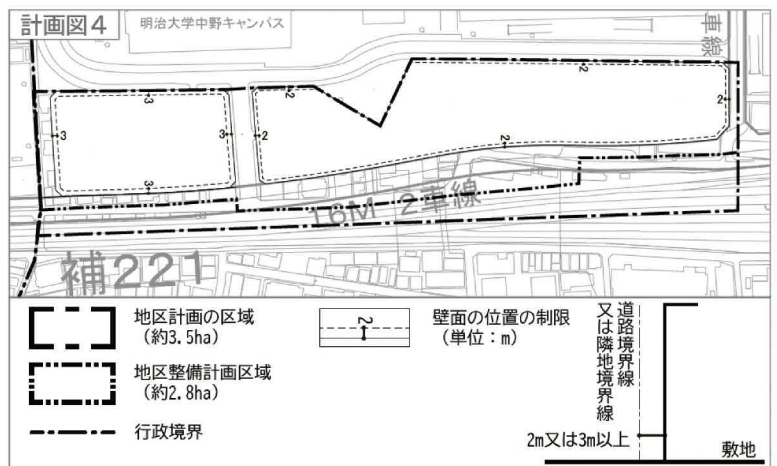 計画図4
明治大学中野キャンパス
車線
3
2
2
3
3
2
2
2
3
16M 2車線
補221
地区計画の区域
(約3.5ha)
2
壁面の位置の制限
(単位：m)
道路境界線
又は隣地境界線
地区整備計画区域
(約2.8ha)
行政境界
2m又は3m以上
敷地